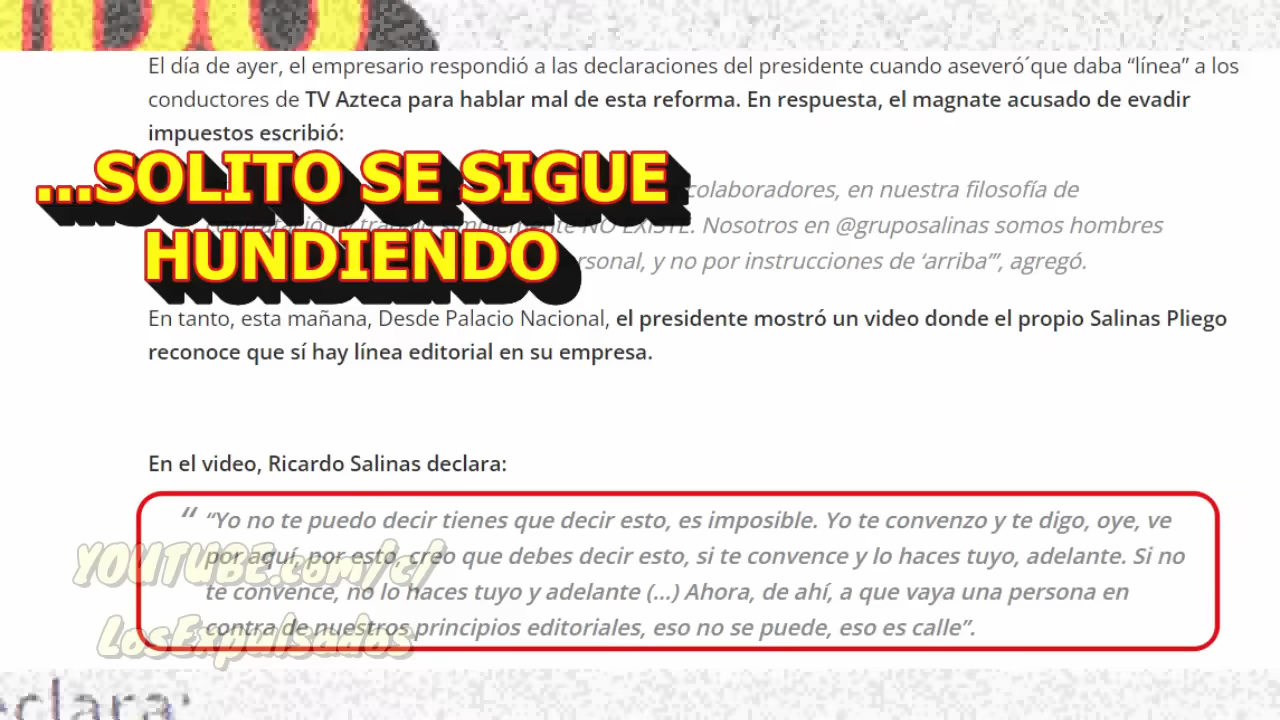 DO
El día de ayer, el empresario respondió a las declaraciones del presidente cuando aseveró´que daba “línea” a los
conductores de TV Azteca para hablar mal de esta reforma. En respuesta, el magnate acusado de evadir
impuestos escribió:
...SOLITO SE SIGUE
HUNDIENDO
colaboradores, en nuestra filosofía de
simplemente NO EXISTE. Nosotros en @gruposalinas somos hombres
y no por instrucciones de ‘arriba’”, agregó.
En tanto, esta mañana, Desde Palacio Nacional, el presidente mostró un video donde el propio Salinas Pliego
reconoce que sí hay línea editorial en su empresa.
En el video, Ricardo Salinas declara:
“ “Yo no te puedo decir tienes que decir esto, es imposible. Yo te convenzo y te digo, oye, ve
por aquí, por esto, creo que debes decir esto, si te convence y lo haces tuyo, adelante. Si no
te convence, no lo haces tuyo y adelante (...) Ahora, de ahí, a que vaya una persona en
contra de nuestros principios editoriales, eso no se puede, eso es calle”.
YOUTUBE.com/c/
LosExpulsados
eclara: